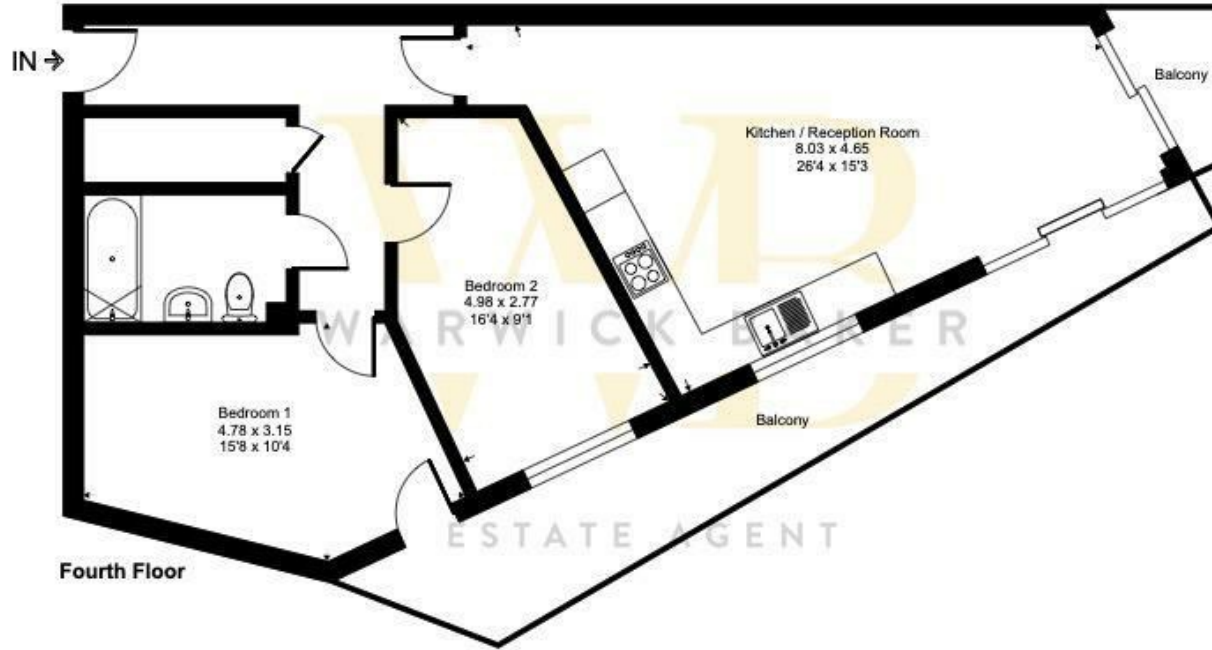 IN →
Balcony
Kitchen / Reception Room
8.03 x 4.65
26'4 x 15'3
Bedroom 2
4.98 x 2.77
16'4 x 9'1
WARWICK BAKER
Bedroom 1
4.78 x 3.15
15'8 x 10'4
Balcony
ESTATE AGENT
Fourth Floor
WB